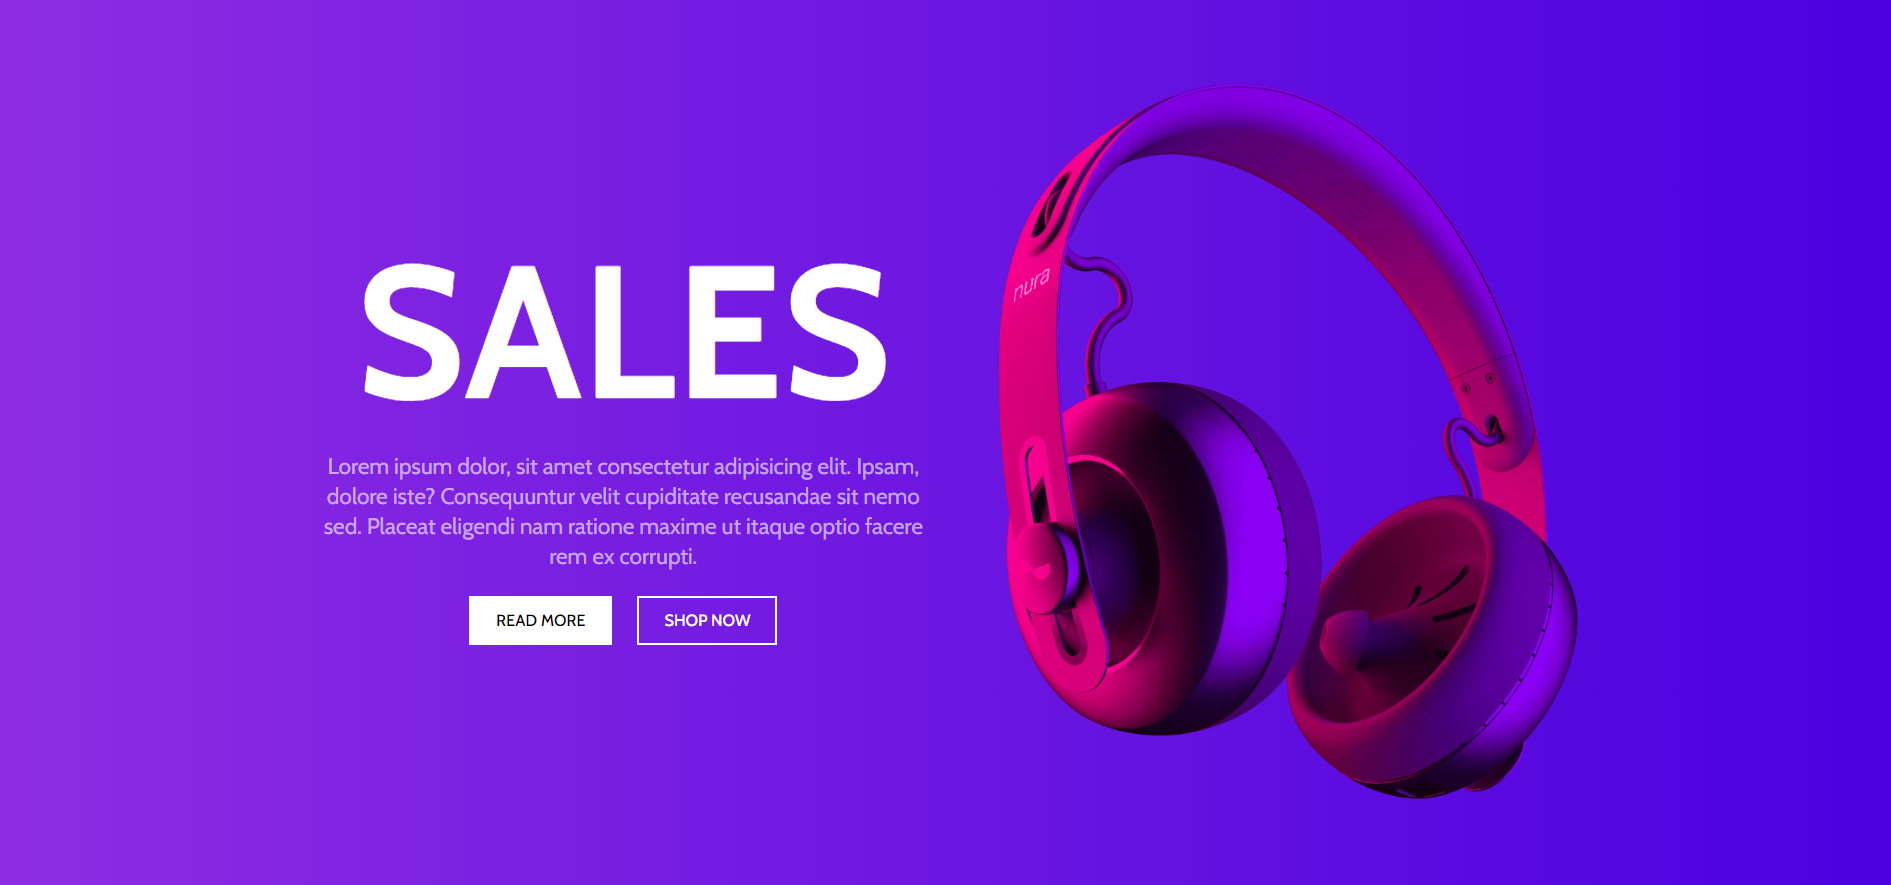 SALES
nura
Lorem ipsum dolor, sit amet consectetur adipisicing elit. Ipsam,
dolore iste? Consequuntur velit cupiditate recusandae sit nemo
sed. Placeat eligendi nam ratione maxime ut itaque optio facere
rem ex corrupti.
READ MORE
SHOP NOW